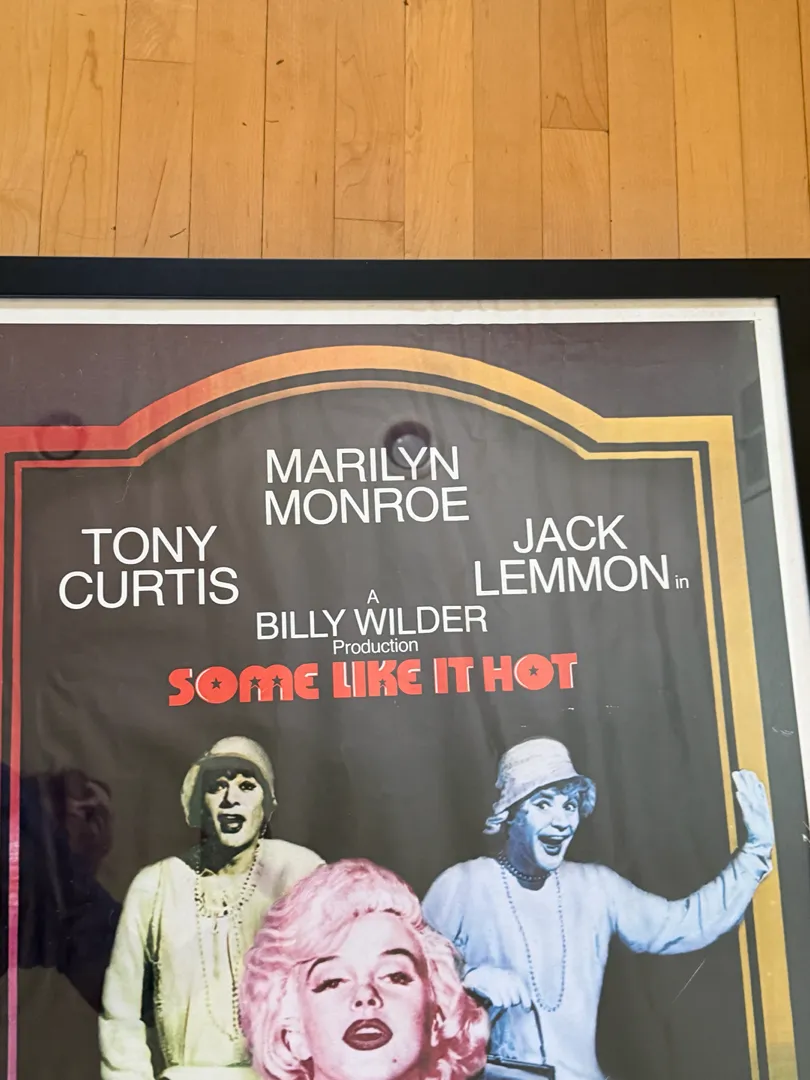 MARILYN
MONROE
TONY
CURTIS
JACK
LEMMON in
A
BILLY WILDER
Production
SOME LIKE IT HOT